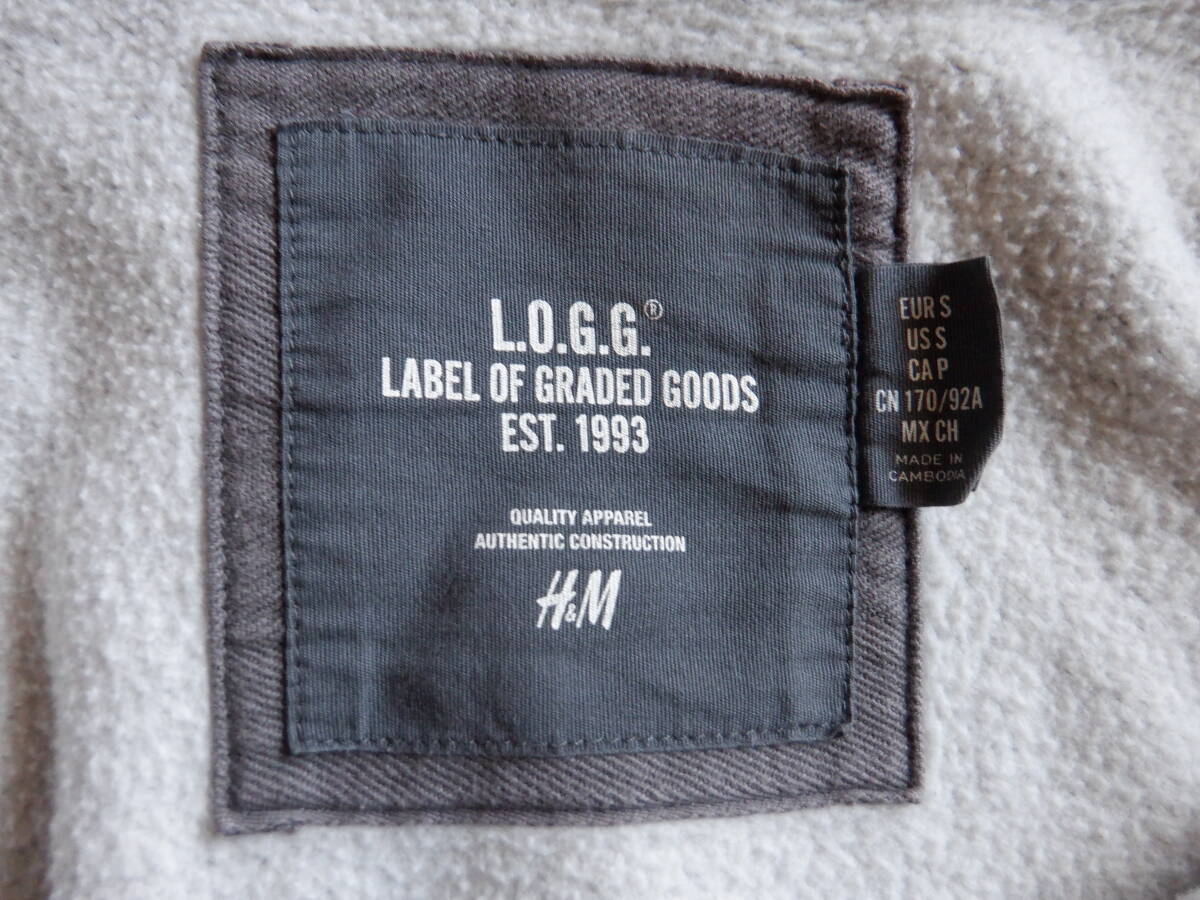 L.O.G.G.®
LABEL OF GRADED GOODS
EST. 1993
QUALITY APPAREL
AUTHENTIC CONSTRUCTION
H&M
EUR S
US S
CA P
CN 170/92A
MX CH
MADE IN
CAMBODIA